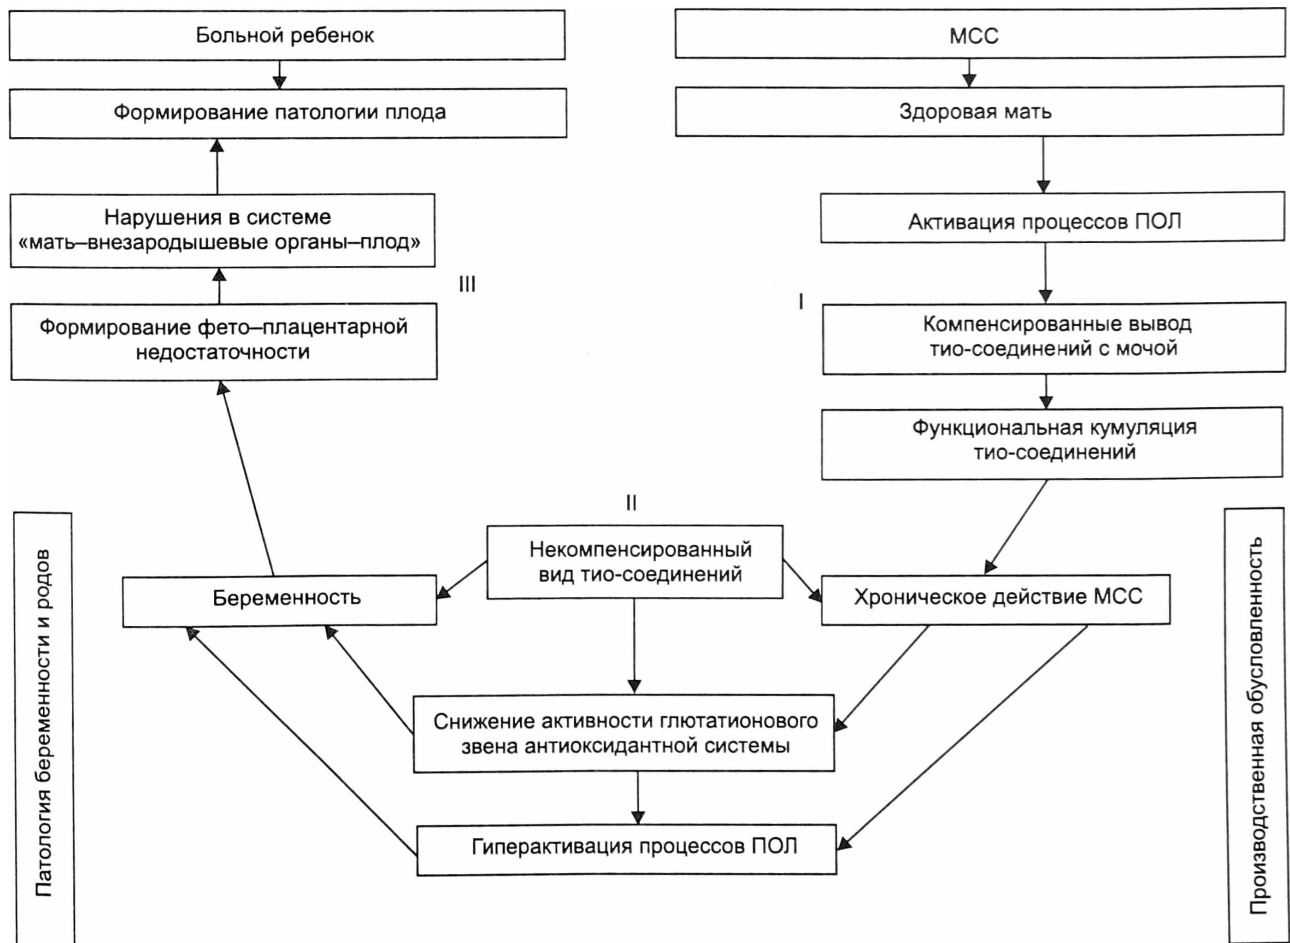 Больной ребенок
МСС
Формирование патологии плода
Здоровая мать
Нарушения в системе
«мать–внезародышевые органы–плод»
Активация процессов ПОЛ
III
I
Формирование фето–плацентарной
недостаточности
Компенсированные вывод
тио-соединений с мочой
Функциональная кумуляция
тио-соединений
II
Некомпенсированный
вид тио-соединений
Беременность
Хроническое действие МСС
Снижение активности глютатионового
звена антиоксидантной системы
Гиперактивация процессов ПОЛ
Патология беременности и родов
Производственная обусловленность